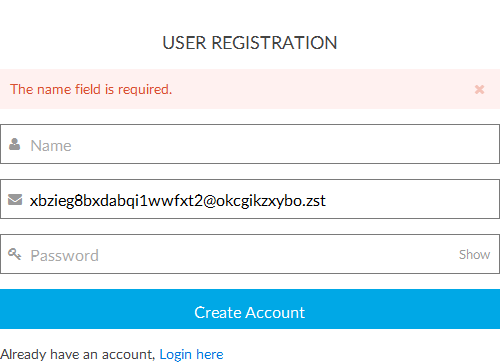 USER REGISTRATION
The name field is required.
Name
xbzieg8bxdabqi1wwfxt2@okcgikzxybo.zst
Password Show
Create Account
Already have an account, Login here